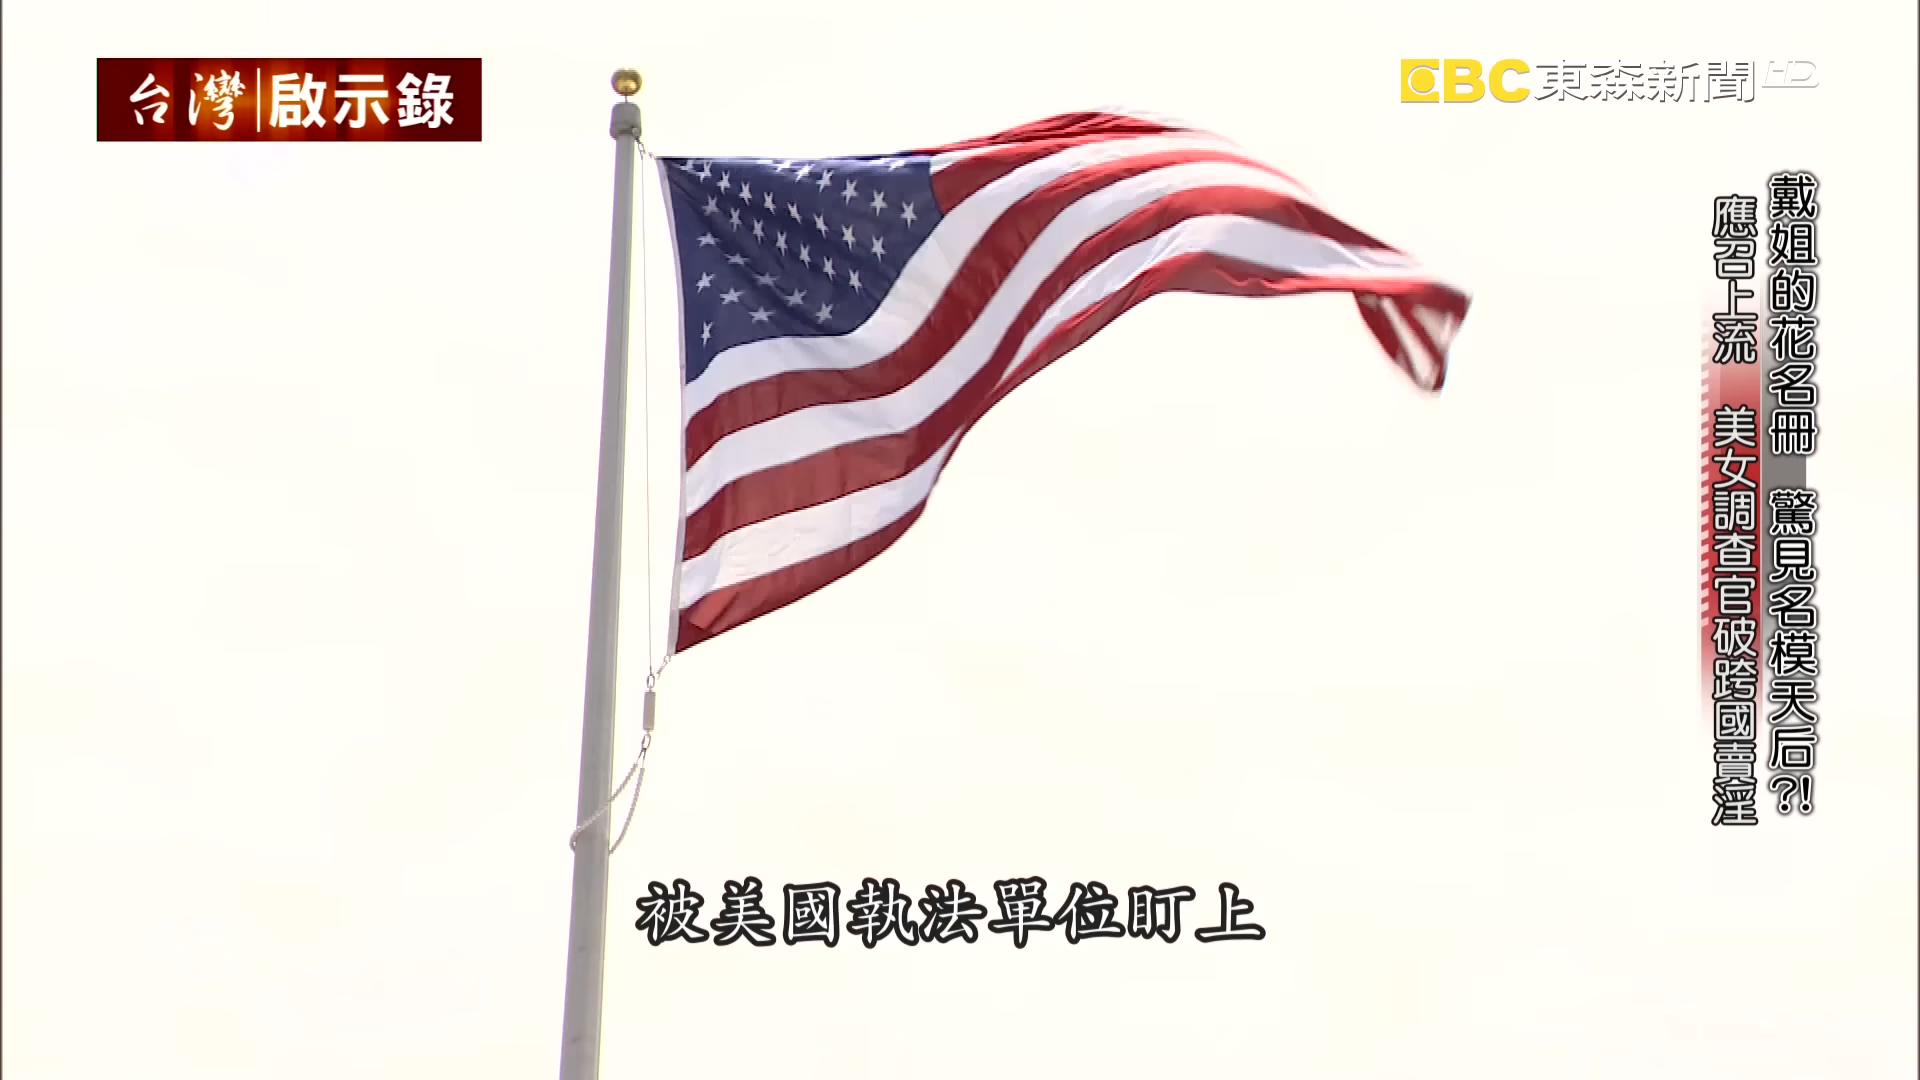 台灣啟示錄
EBC東森新聞HD
戴姐的花名冊 驚見名模天后?!
應召上流 美女調查官破跨國賣淫
被美國執法單位盯上